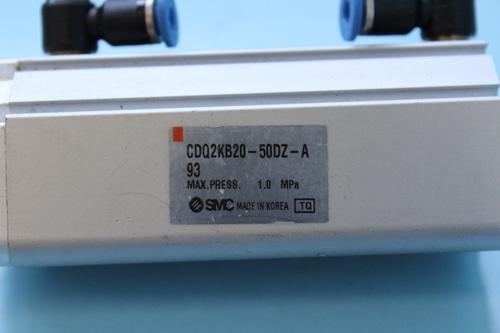 CDQ2KB20-50DZ-A
93
MAX.PRESS. 1.0 MPa
SMC MADE IN KOREA TQ